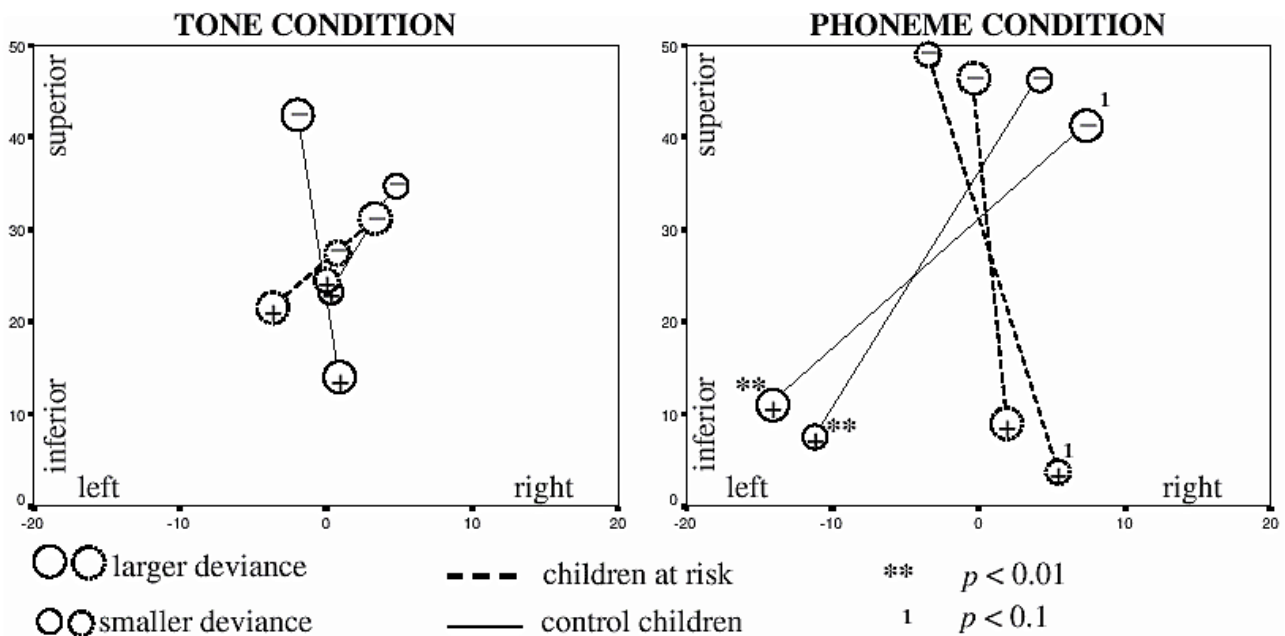 TONE CONDITION
50
40
30
20
10
0
superior
inferior
left
right
-20
-10
0
10
20
− − − −
+ + + +
PHONEME CONDITION
50
40
30
20
10
0
superior
inferior
left
right
-20
-10
0
10
20
− − − − 1
** +
+ **
+
+ 1
larger deviance
smaller deviance
children at risk
control children
** p < 0.01
1 p < 0.1